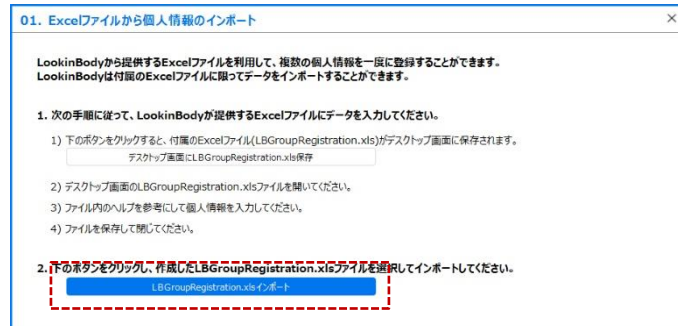 01. Excelファイルから個人情報のインポート
LookinBodyから提供するExcelファイルを利用して、複数の個人情報を一度に登録することができます。
LookinBodyは付属のExcelファイルに限ってデータをインポートすることができます。
1. 次の手順に従って、LookinBodyが提供するExcelファイルにデータを入力してください。
1) 下のボタンをクリックすると、付属のExcelファイル(LBGroupRegistration.xls)がデスクトップ画面に保存されます。
デスクトップ画面にLBGroupRegistration.xls保存
2) デスクトップ画面のLBGroupRegistration.xlsファイルを開いてください。
3) ファイル内のヘルプを参考にして個人情報を入力してください。
4) ファイルを保存して閉じてください。
2. 下のボタンをクリックし、作成したLBGroupRegistration.xlsファイルを選択してインポートしてください。
LBGroupRegistration.xlsインポート